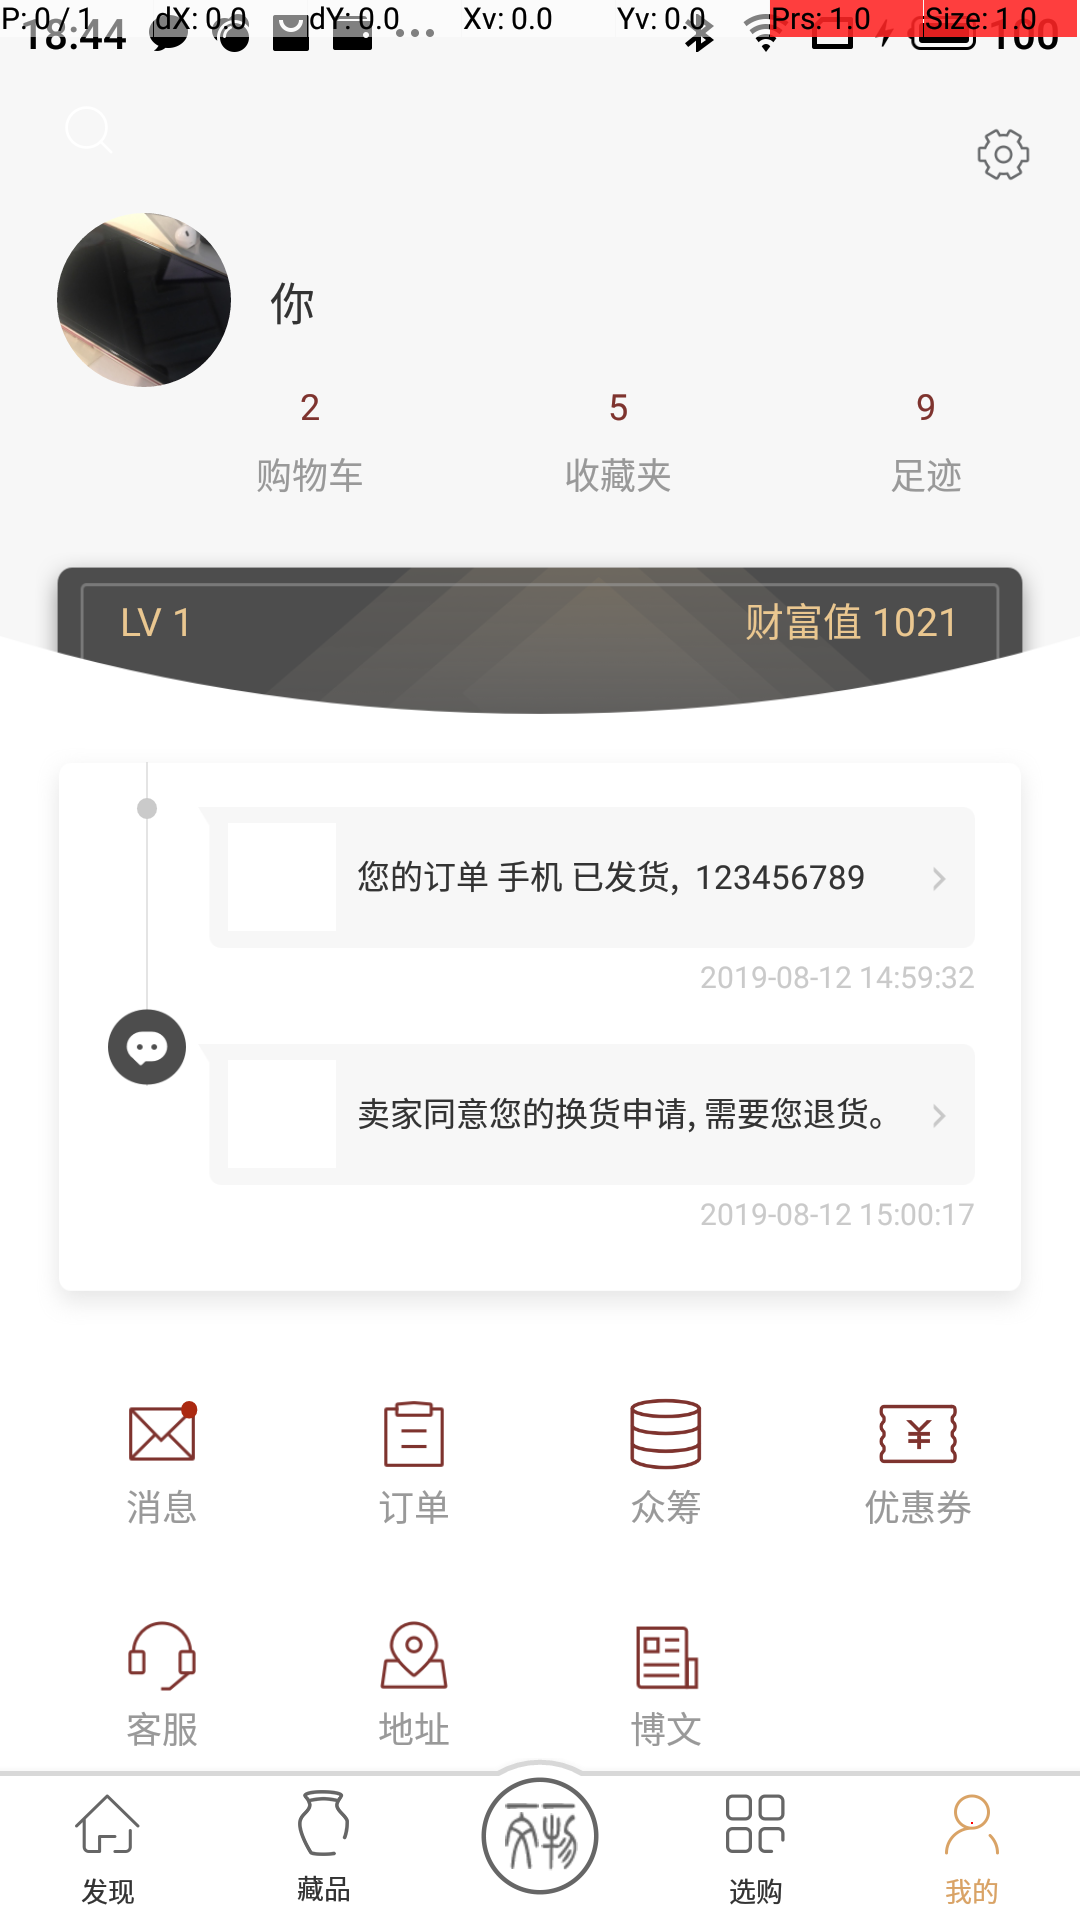 P: 0 / 1 dX: 0.0 dY: 0.0 Xv: 0.0 Yv: 0.0 Prs: 1.0 Size: 1.0
18:44 100
你
2 5 9
购物车 收藏夹 足迹
LV 1 财富值 1021
您的订单 手机 已发货, 123456789
2019-08-12 14:59:32
卖家同意您的换货申请, 需要您退货。
2019-08-12 15:00:17
消息 订单 众筹 优惠券
客服 地址 博文
发现 藏品 选购 我的